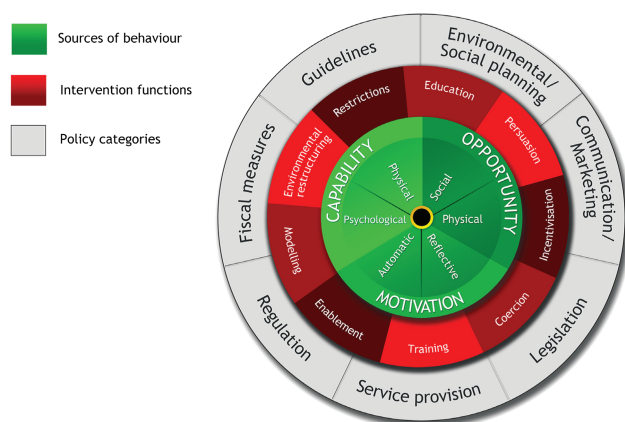 Sources of behaviour
Intervention functions
Policy categories
Guidelines
Environmental/
Social planning
Communication/
Marketing
Legislation
Service provision
Regulation
Fiscal measures
Restrictions
Education
Persuasion
Incentivisation
Coercion
Training
Enablement
Modelling
Environmental
restructuring
CAPABILITY
OPPORTUNITY
MOTIVATION
Physical
Social
Physical
Reflective
Automatic
Psychological